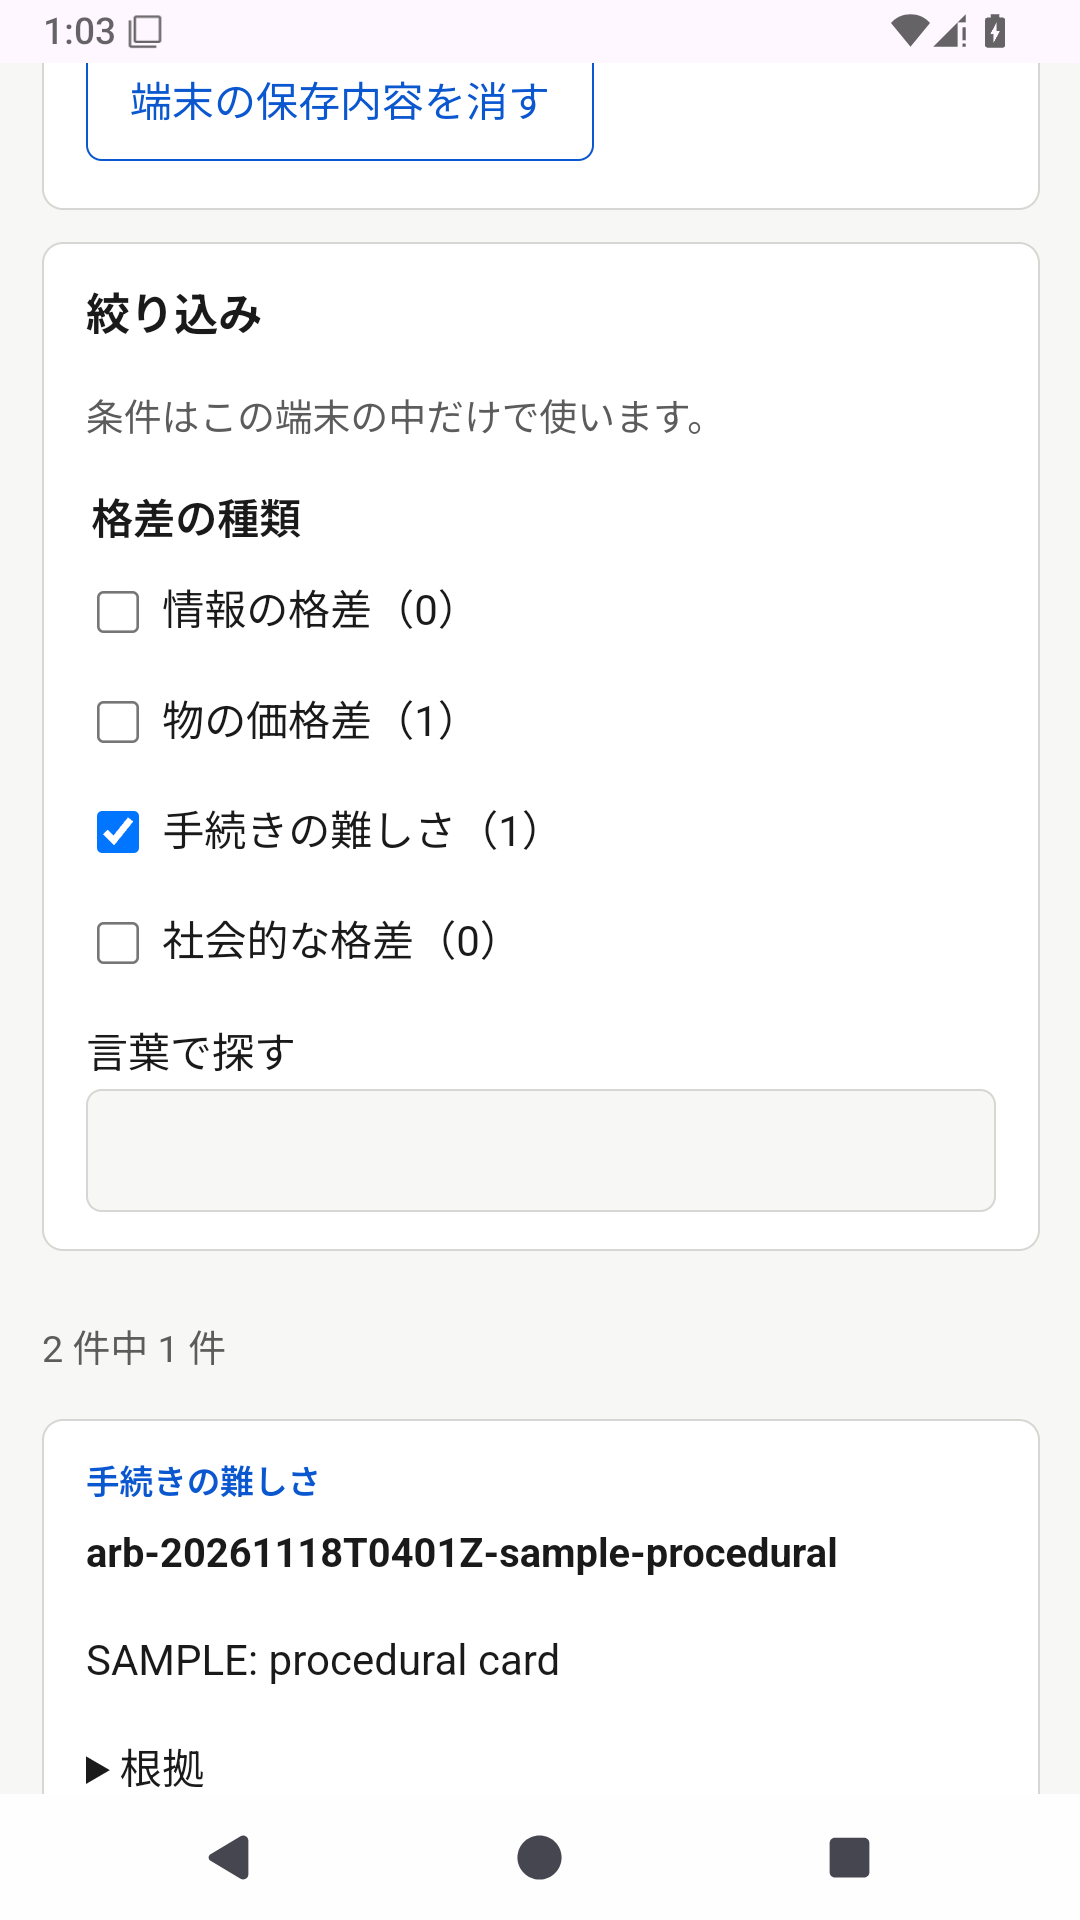 1:03
端末の保存内容を消す
絞り込み
条件はこの端末の中だけで使います。
格差の種類
情報の格差（0）
物の価格差（1）
手続きの難しさ（1）
社会的な格差（0）
言葉で探す
2 件中 1 件
手続きの難しさ
arb-20261118T0401Z-sample-procedural
SAMPLE: procedural card
▶ 根拠